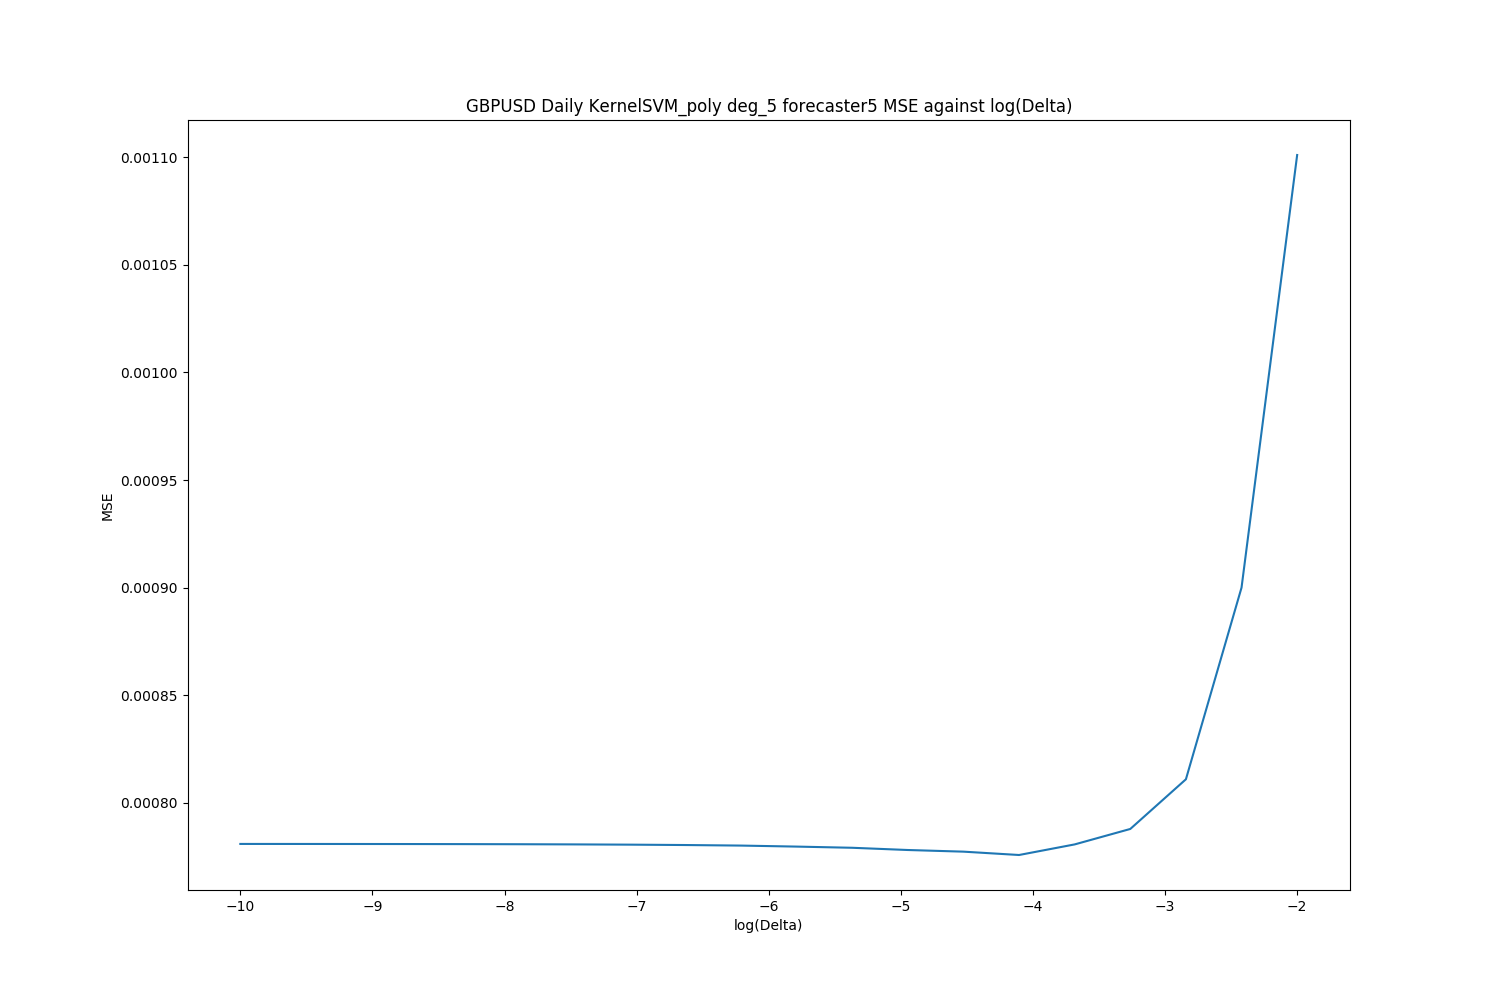 GBPUSD Daily KernelSVM_poly deg_5 forecaster5 MSE against log(Delta)
0.00110
0.00105
0.00100
0.00095
0.00090
0.00085
0.00080
MSE
−10 −9 −8 −7 −6 −5 −4 −3 −2
log(Delta)